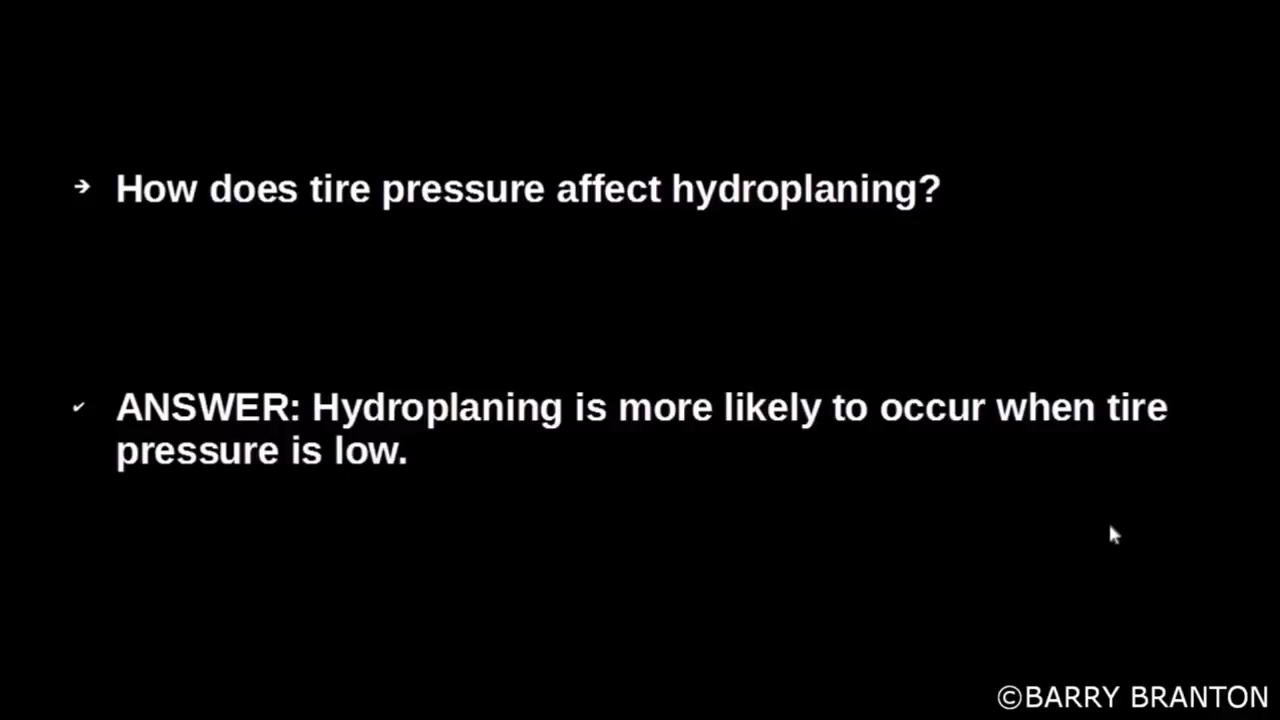 ➔ How does tire pressure affect hydroplaning?
✔ ANSWER: Hydroplaning is more likely to occur when tire
pressure is low.
©BARRY BRANTON